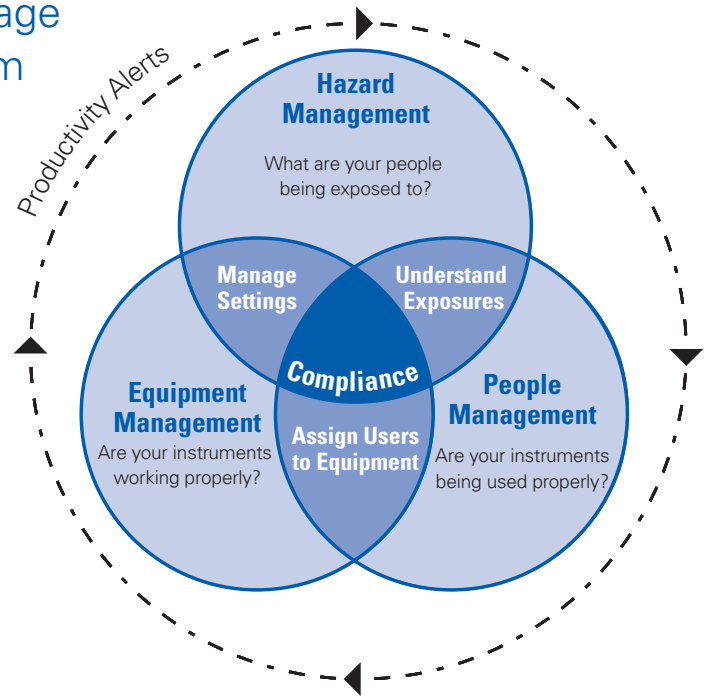 Productivity Alerts
Hazard
Management
What are your people
being exposed to?
Manage
Settings
Understand
Exposures
Compliance
Equipment
Management
Are your instruments
working properly?
People
Management
Are your instruments
being used properly?
Assign Users
to Equipment